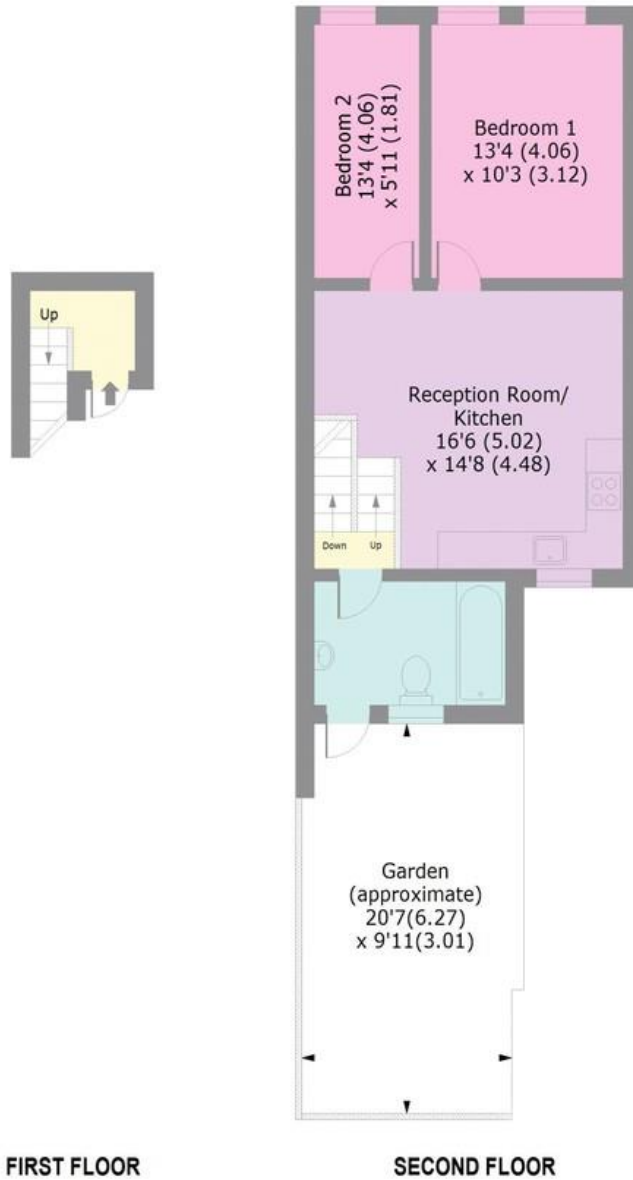 Bedroom 2
13'4 (4.06)
x 5'11 (1.81)
Bedroom 1
13'4 (4.06)
x 10'3 (3.12)
Up
Reception Room/
Kitchen
16'6 (5.02)
x 14'8 (4.48)
Down
Up
Garden
(approximate)
20'7(6.27)
x 9'11(3.01)
FIRST FLOOR
SECOND FLOOR